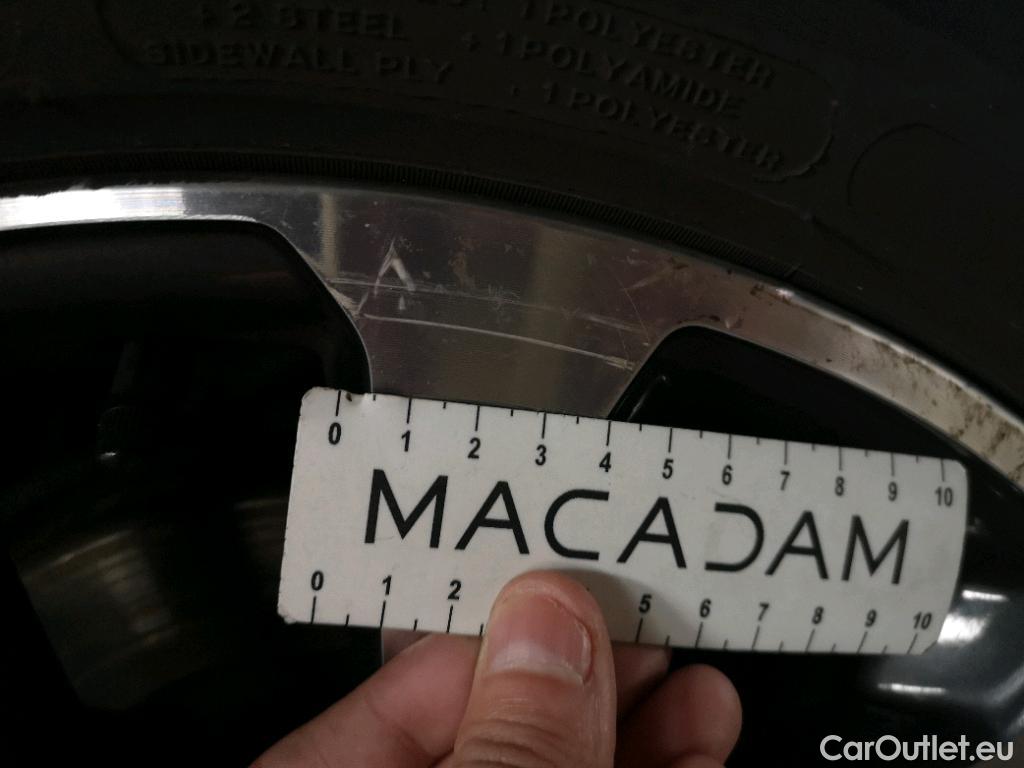 1 POLYESTER
+ 2 STEEL + 1 POLYAMIDE
SIDEWALL PLY : 1 POLYESTER
0 1 2 3 4 5 6 7 8 9 10
MACADAM
0 1 2 5 6 7 8 9 10
CarOutlet.eu